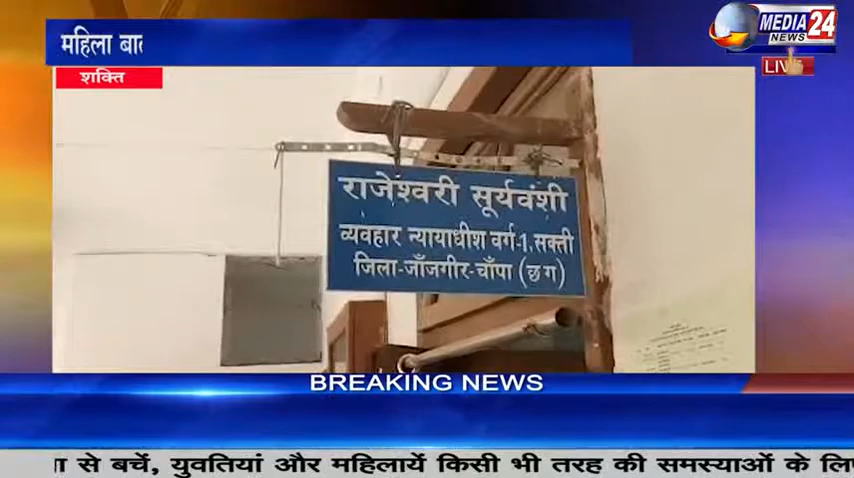 महिला बा
MEDIA 24
NEWS
LIVE
शक्ति
राजेश्वरी सूर्यवंशी
व्यवहार न्यायाधीश वर्ग-1. सक्ती
जिला-जाँजगीर-चाँपा (छ ग)
BREAKING NEWS
से बचें, युवतियां और महिलायें किसी भी तरह की समस्याओं के